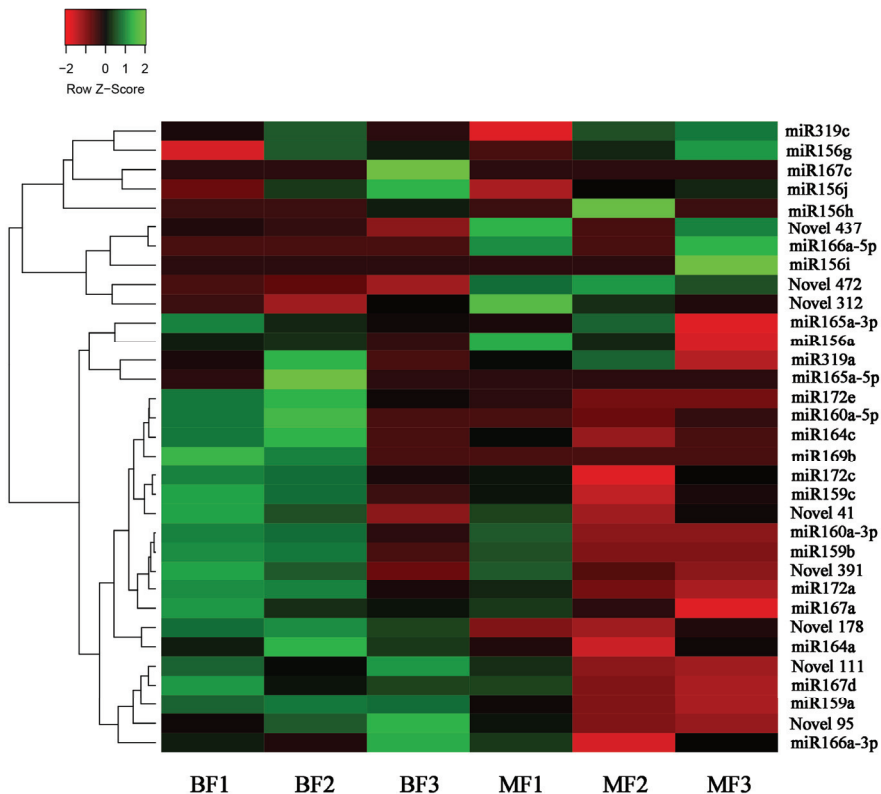 −2 0 1 2
Row Z−Score
miR319c
miR156g
miR167c
miR156j
miR156h
Novel 437
miR166a-5p
miR156i
Novel 472
Novel 312
miR165a-3p
miR156a
miR319a
miR165a-5p
miR172e
miR160a-5p
miR164c
miR169b
miR172c
miR159c
Novel 41
miR160a-3p
miR159b
Novel 391
miR172a
miR167a
Novel 178
miR164a
Novel 111
miR167d
miR159a
Novel 95
miR166a-3p
BF1 BF2 BF3 MF1 MF2 MF3